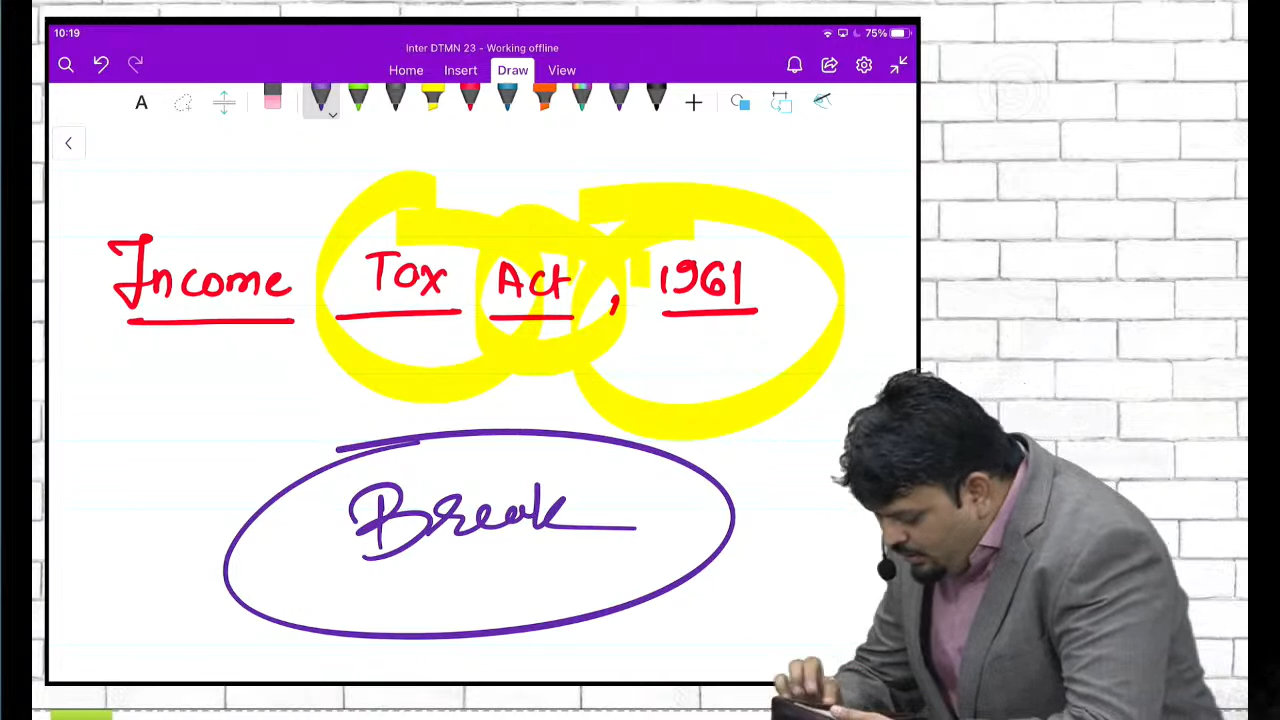 10:19
75%
Inter DTMN 23 - Working offline
Home Insert Draw View
A
Income Tax Act, 1961
Break